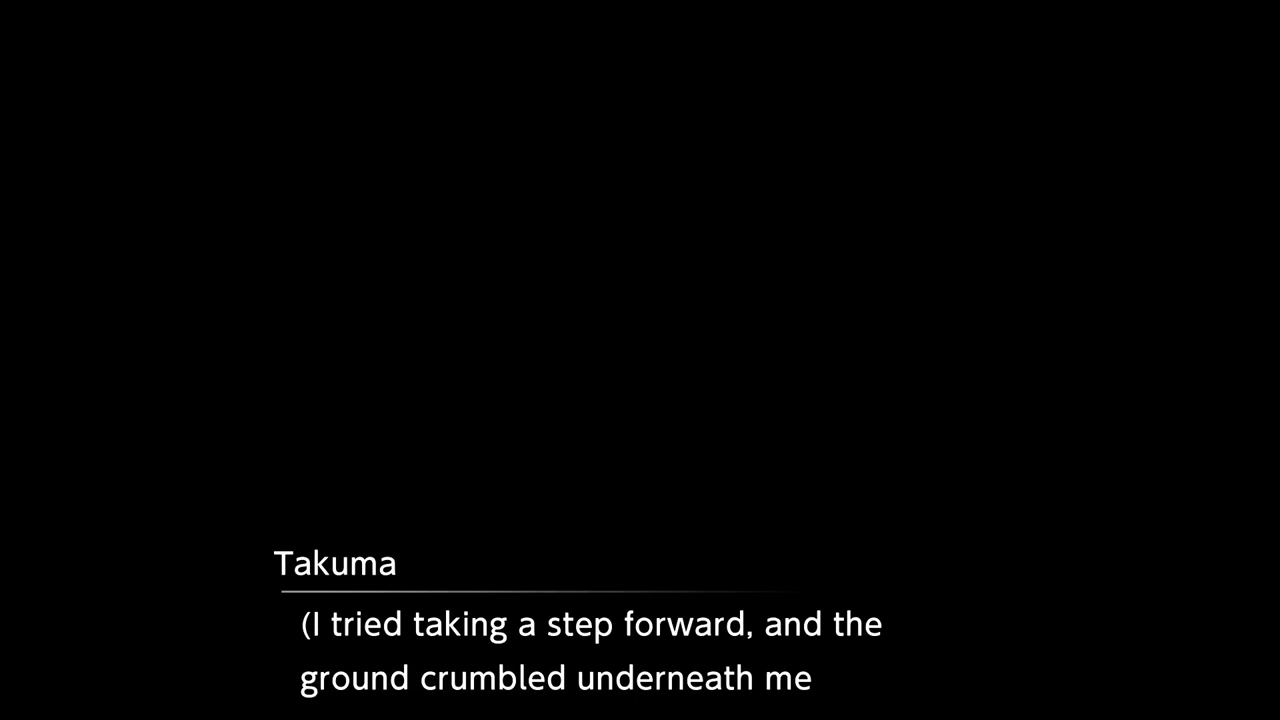 Takuma
(I tried taking a step forward, and the
ground crumbled underneath me